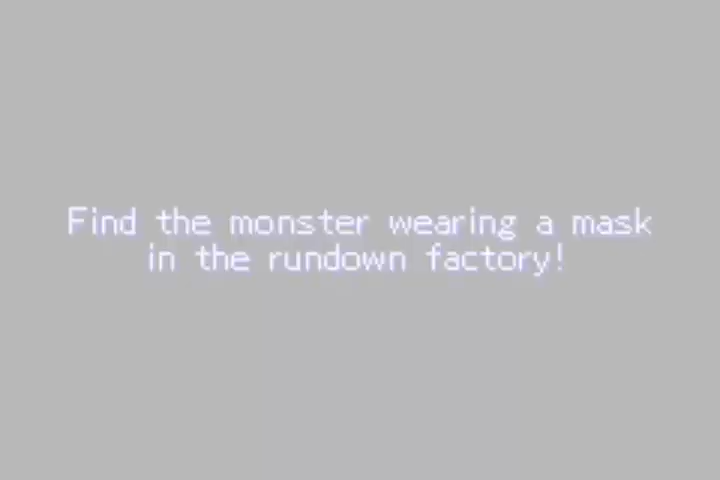 Find the monster wearing a mask
in the rundown factory!